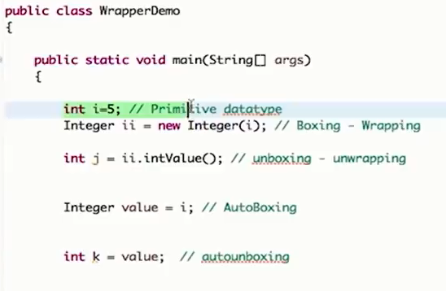 public class WrapperDemo
{
public static void main(String[] args)
{
int i=5; // Primitive datatype
Integer ii = new Integer(i); // Boxing - Wrapping
int j = ii.intValue(); // unboxing - unwrapping
Integer value = i; // AutoBoxing
int k = value;  // autounboxing